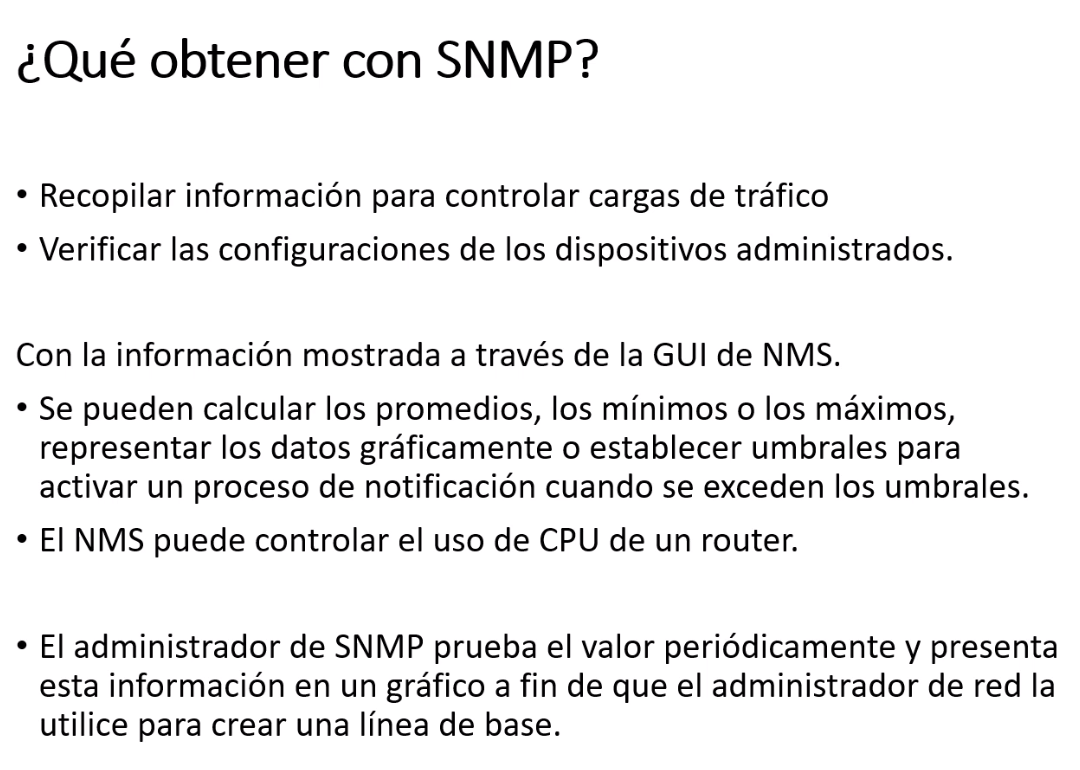 ¿Qué obtener con SNMP?
• Recopilar información para controlar cargas de tráfico
• Verificar las configuraciones de los dispositivos administrados.
Con la información mostrada a través de la GUI de NMS.
• Se pueden calcular los promedios, los mínimos o los máximos,
representar los datos gráficamente o establecer umbrales para
activar un proceso de notificación cuando se exceden los umbrales.
• El NMS puede controlar el uso de CPU de un router.
• El administrador de SNMP prueba el valor periódicamente y presenta
esta información en un gráfico a fin de que el administrador de red la
utilice para crear una línea de base.